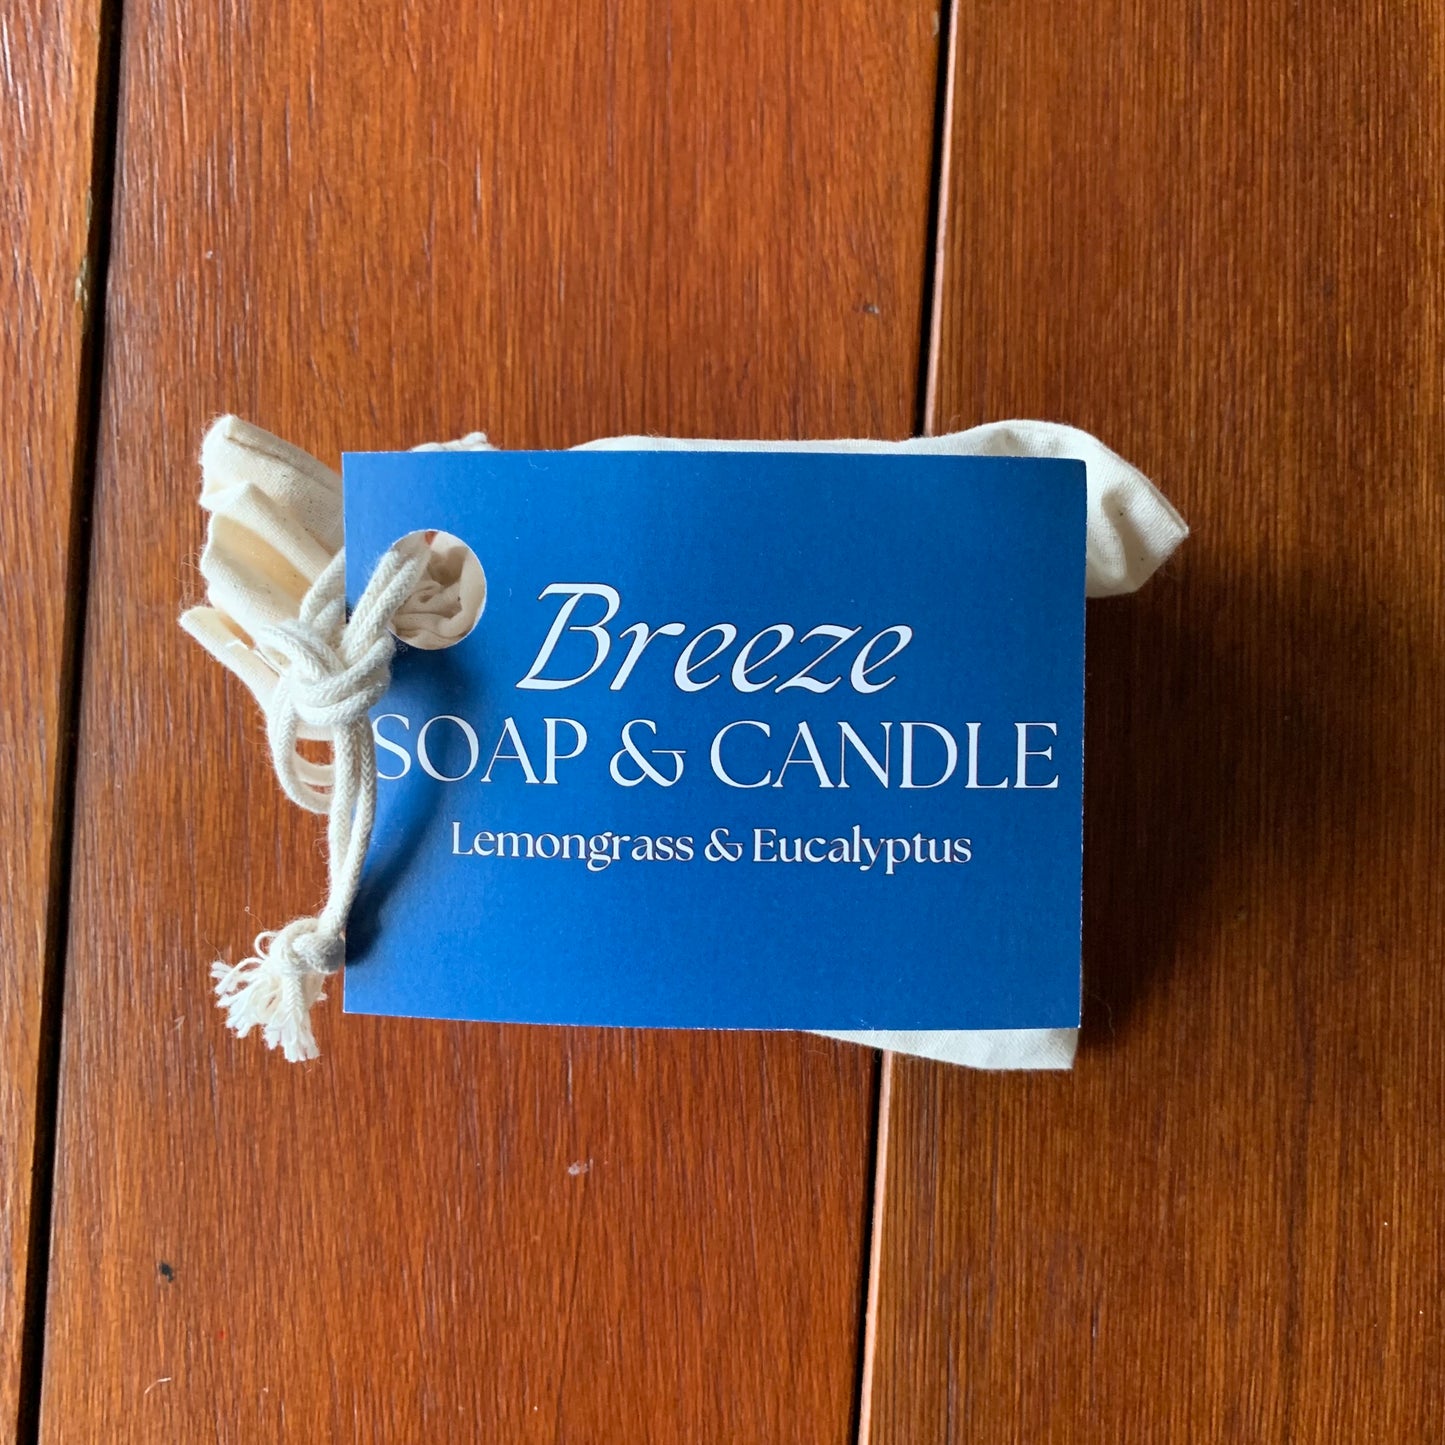 Breeze
SOAP & CANDLE
Lemongrass & Eucalyptus